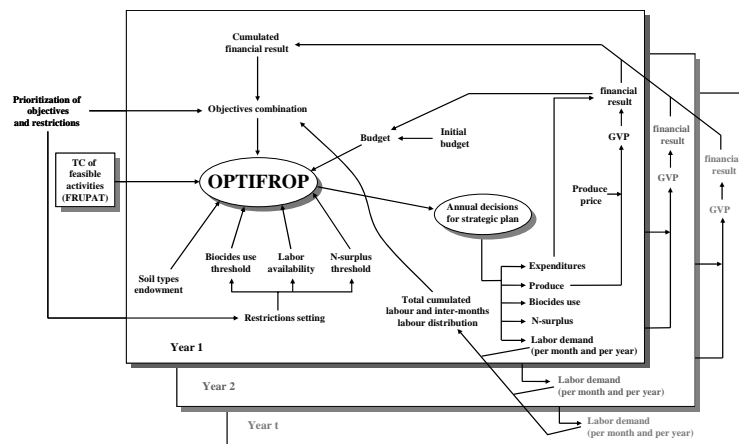 Cumulated
financial result
Prioritization of
objectives
and restrictions
Objectives combination
financial
result
Budget
Initial
budget
GVP
financial
result
financial
result
TC of
feasible
activities
(FRUPAT)
OPTIFROP
GVP
Produce
price
Annual decisions
for strategic plan
GVP
Soil types
endowment
Biocides use
threshold
Labor
availability
N-surplus
threshold
Expenditures
Produce
Biocides use
N-surplus
Labor demand
(per month and per year)
Total cumulated
labour and inter-months
labour distribution
Restrictions setting
Year 1
Year 2
Labor demand
(per month and per year)
Year t
Labor demand
(per month and per year)